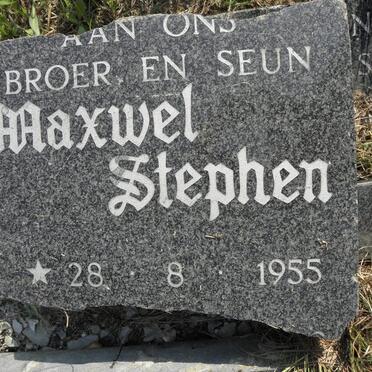 AAN ONS
BROER EN SEUN
Maxwel
Stephen
★ 28 · 8 · 1955